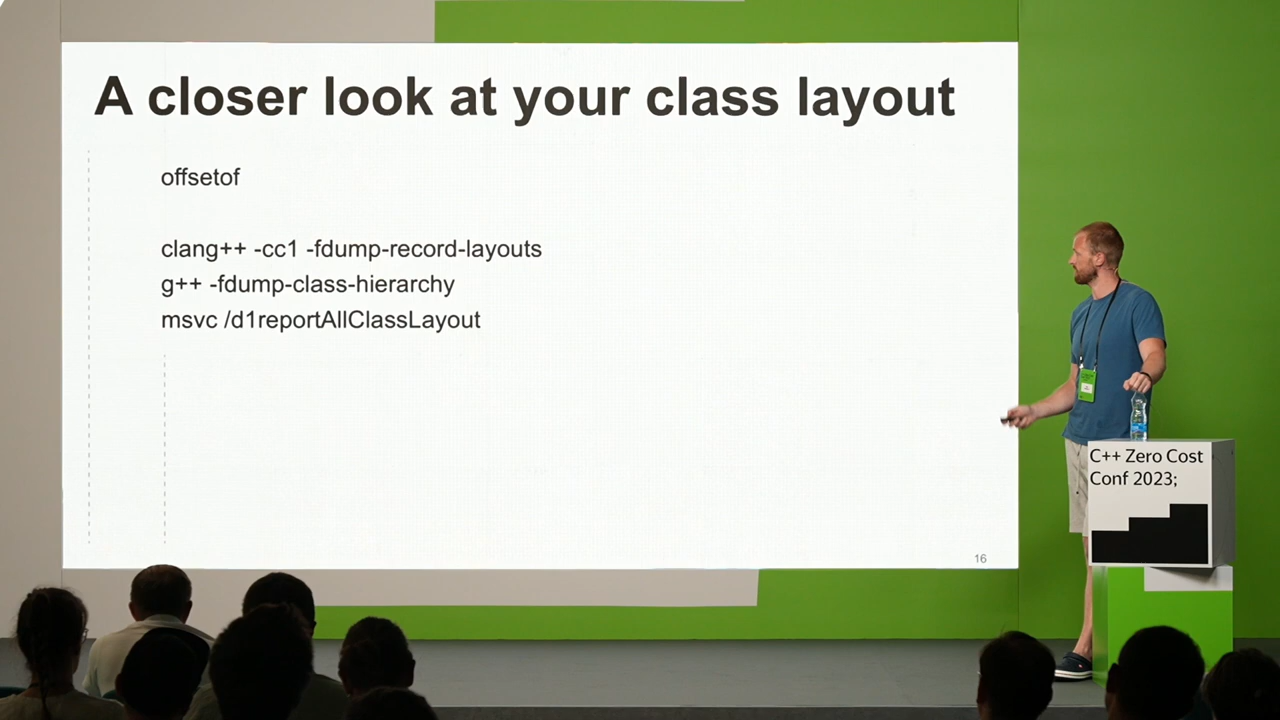 A closer look at your class layout
offsetof
clang++ -cc1 -fdump-record-layouts
g++ -fdump-class-hierarchy
msvc /d1reportAllClassLayout
16
C++ Zero Cost
Conf 2023;